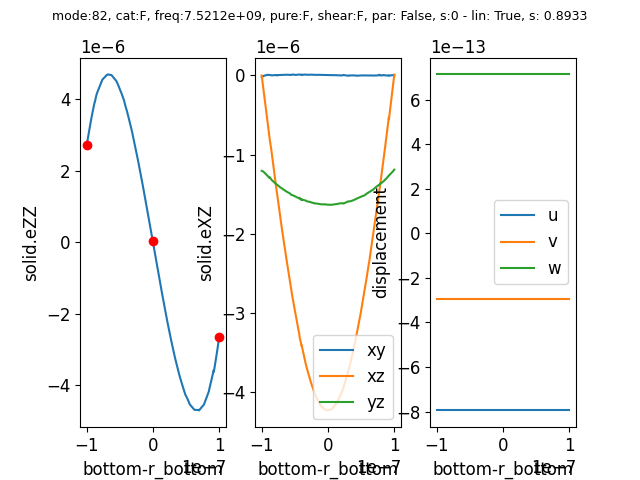 mode:82, cat:F, freq:7.5212e+09, pure:F, shear:F, par: False, s:0 - lin: True, s: 0.8933
1e−6
4
2
0
−2
−4
solid.eZZ
−1
0
1
1e−7
bottom-r_bottom
1e−6
0
−1
−2
−3
−4
solid.eXZ
xy
xz
yz
−1
0
1
1e−7
bottom-r_bottom
1e−13
6
4
2
0
−2
−4
−6
−8
displacement
u
v
w
−1
0
1
1e−7
bottom-r_bottom